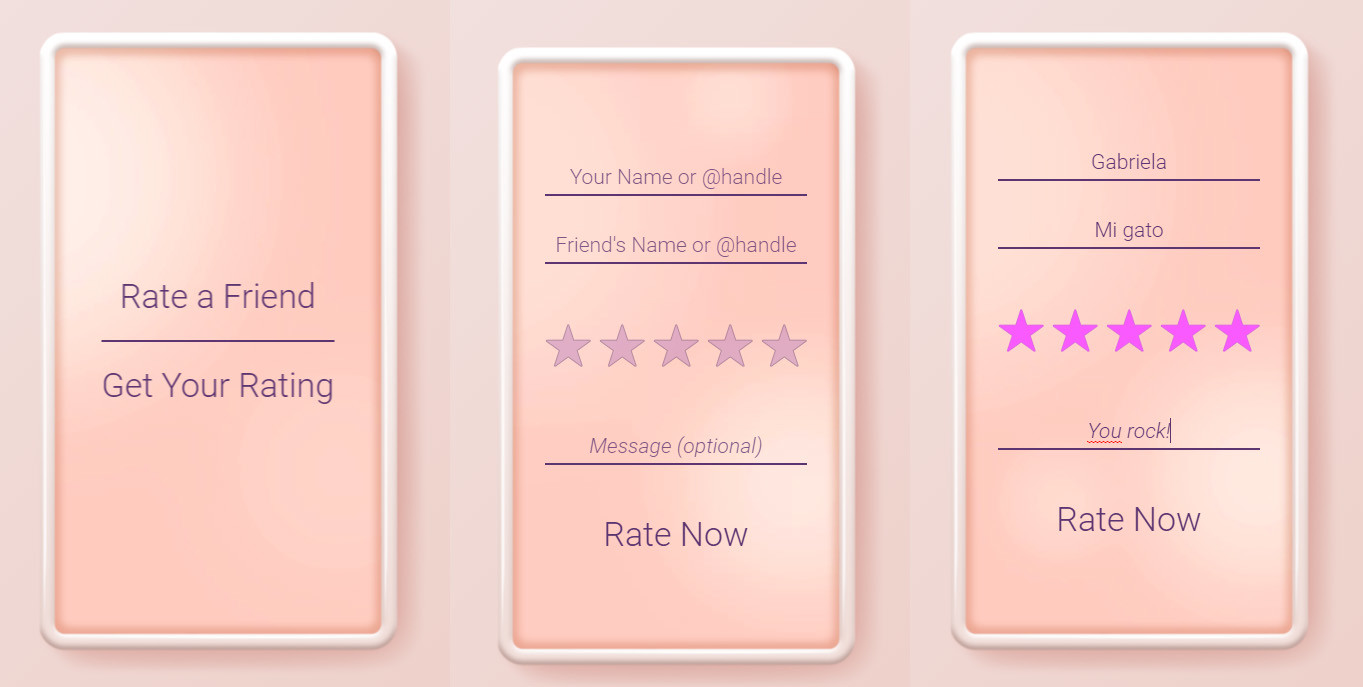 Rate a Friend
Get Your Rating
Your Name or @handle
Friend's Name or @handle
Message (optional)
Rate Now
Gabriela
Mi gato
You rock!
Rate Now